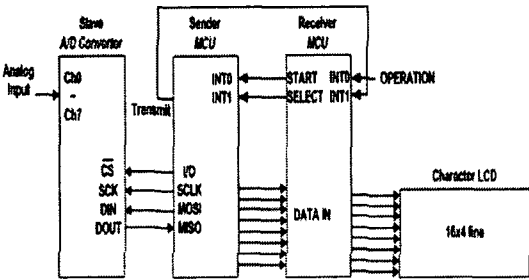 Slave
A/D Convertor
Sender
MCU
Receiver
MCU
Analog
Input
Ch0
~
Ch7
Transmit
INT0
INT1
START
SELECT
INT0
INT1
OPERATION
CS
SCK
DIN
DOUT
I/O
SCLK
MOSI
MISO
DATA IN
Charactor LCD
16x4 line